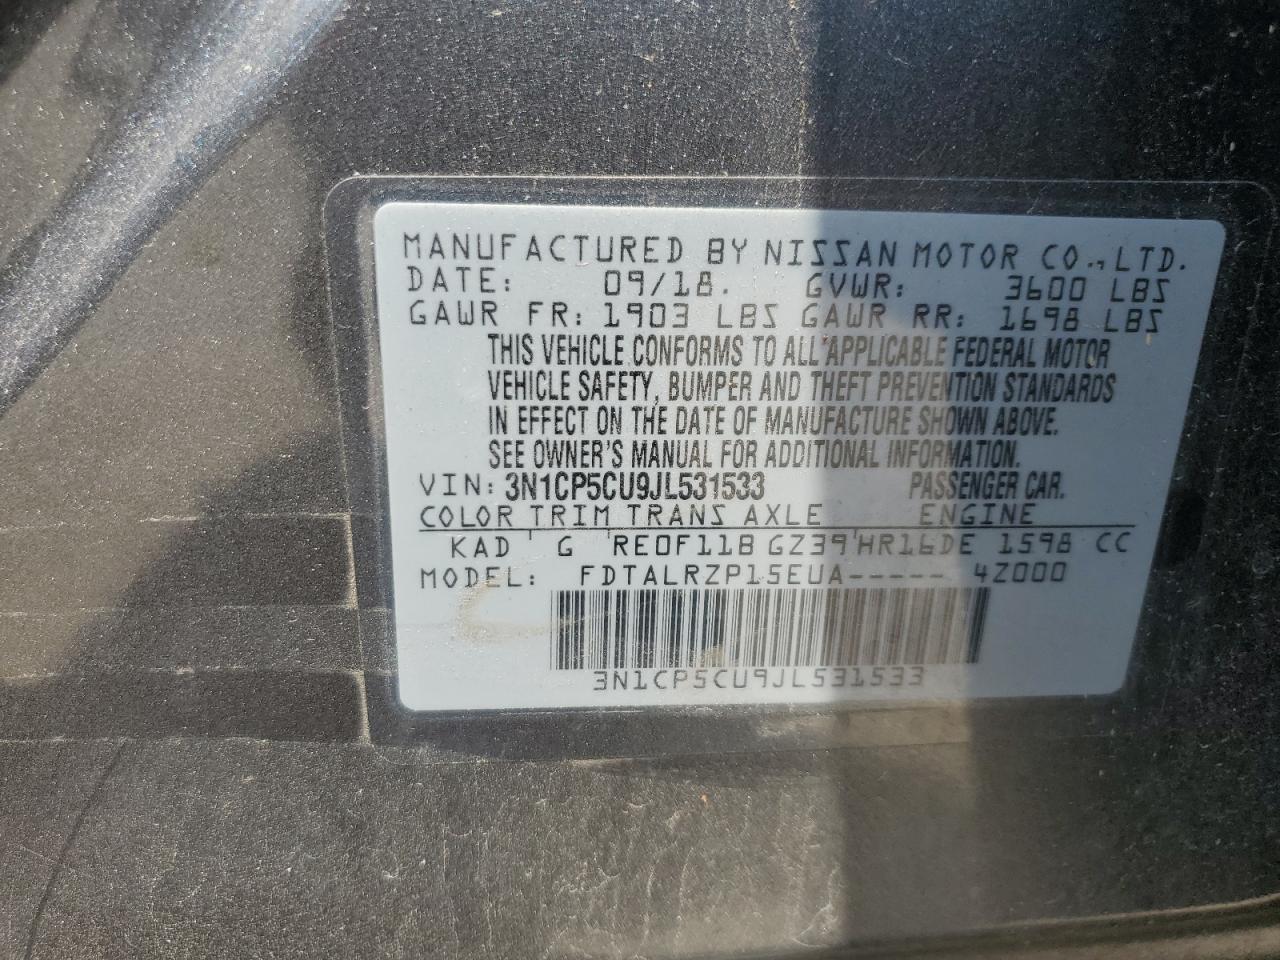 MANUFACTURED BY NISSAN MOTOR CO., LTD.
DATE: 09/18. GVWR: 3600 LBS
GAWR FR: 1903 LBS GAWR RR: 1698 LBS
THIS VEHICLE CONFORMS TO ALL APPLICABLE FEDERAL MOTOR
VEHICLE SAFETY, BUMPER AND THEFT PREVENTION STANDARDS
IN EFFECT ON THE DATE OF MANUFACTURE SHOWN ABOVE.
SEE OWNER'S MANUAL FOR ADDITIONAL INFORMATION.
VIN: 3N1CP5CU9JL531533 PASSENGER CAR.
COLOR TRIM TRANS AXLE ENGINE
KAD ' G ' RE0F11B GZ39 ' HR16DE 1598 CC
MODEL: FDTALRZP15EUA----- 4Z000
3N1CP5CU9JL531533